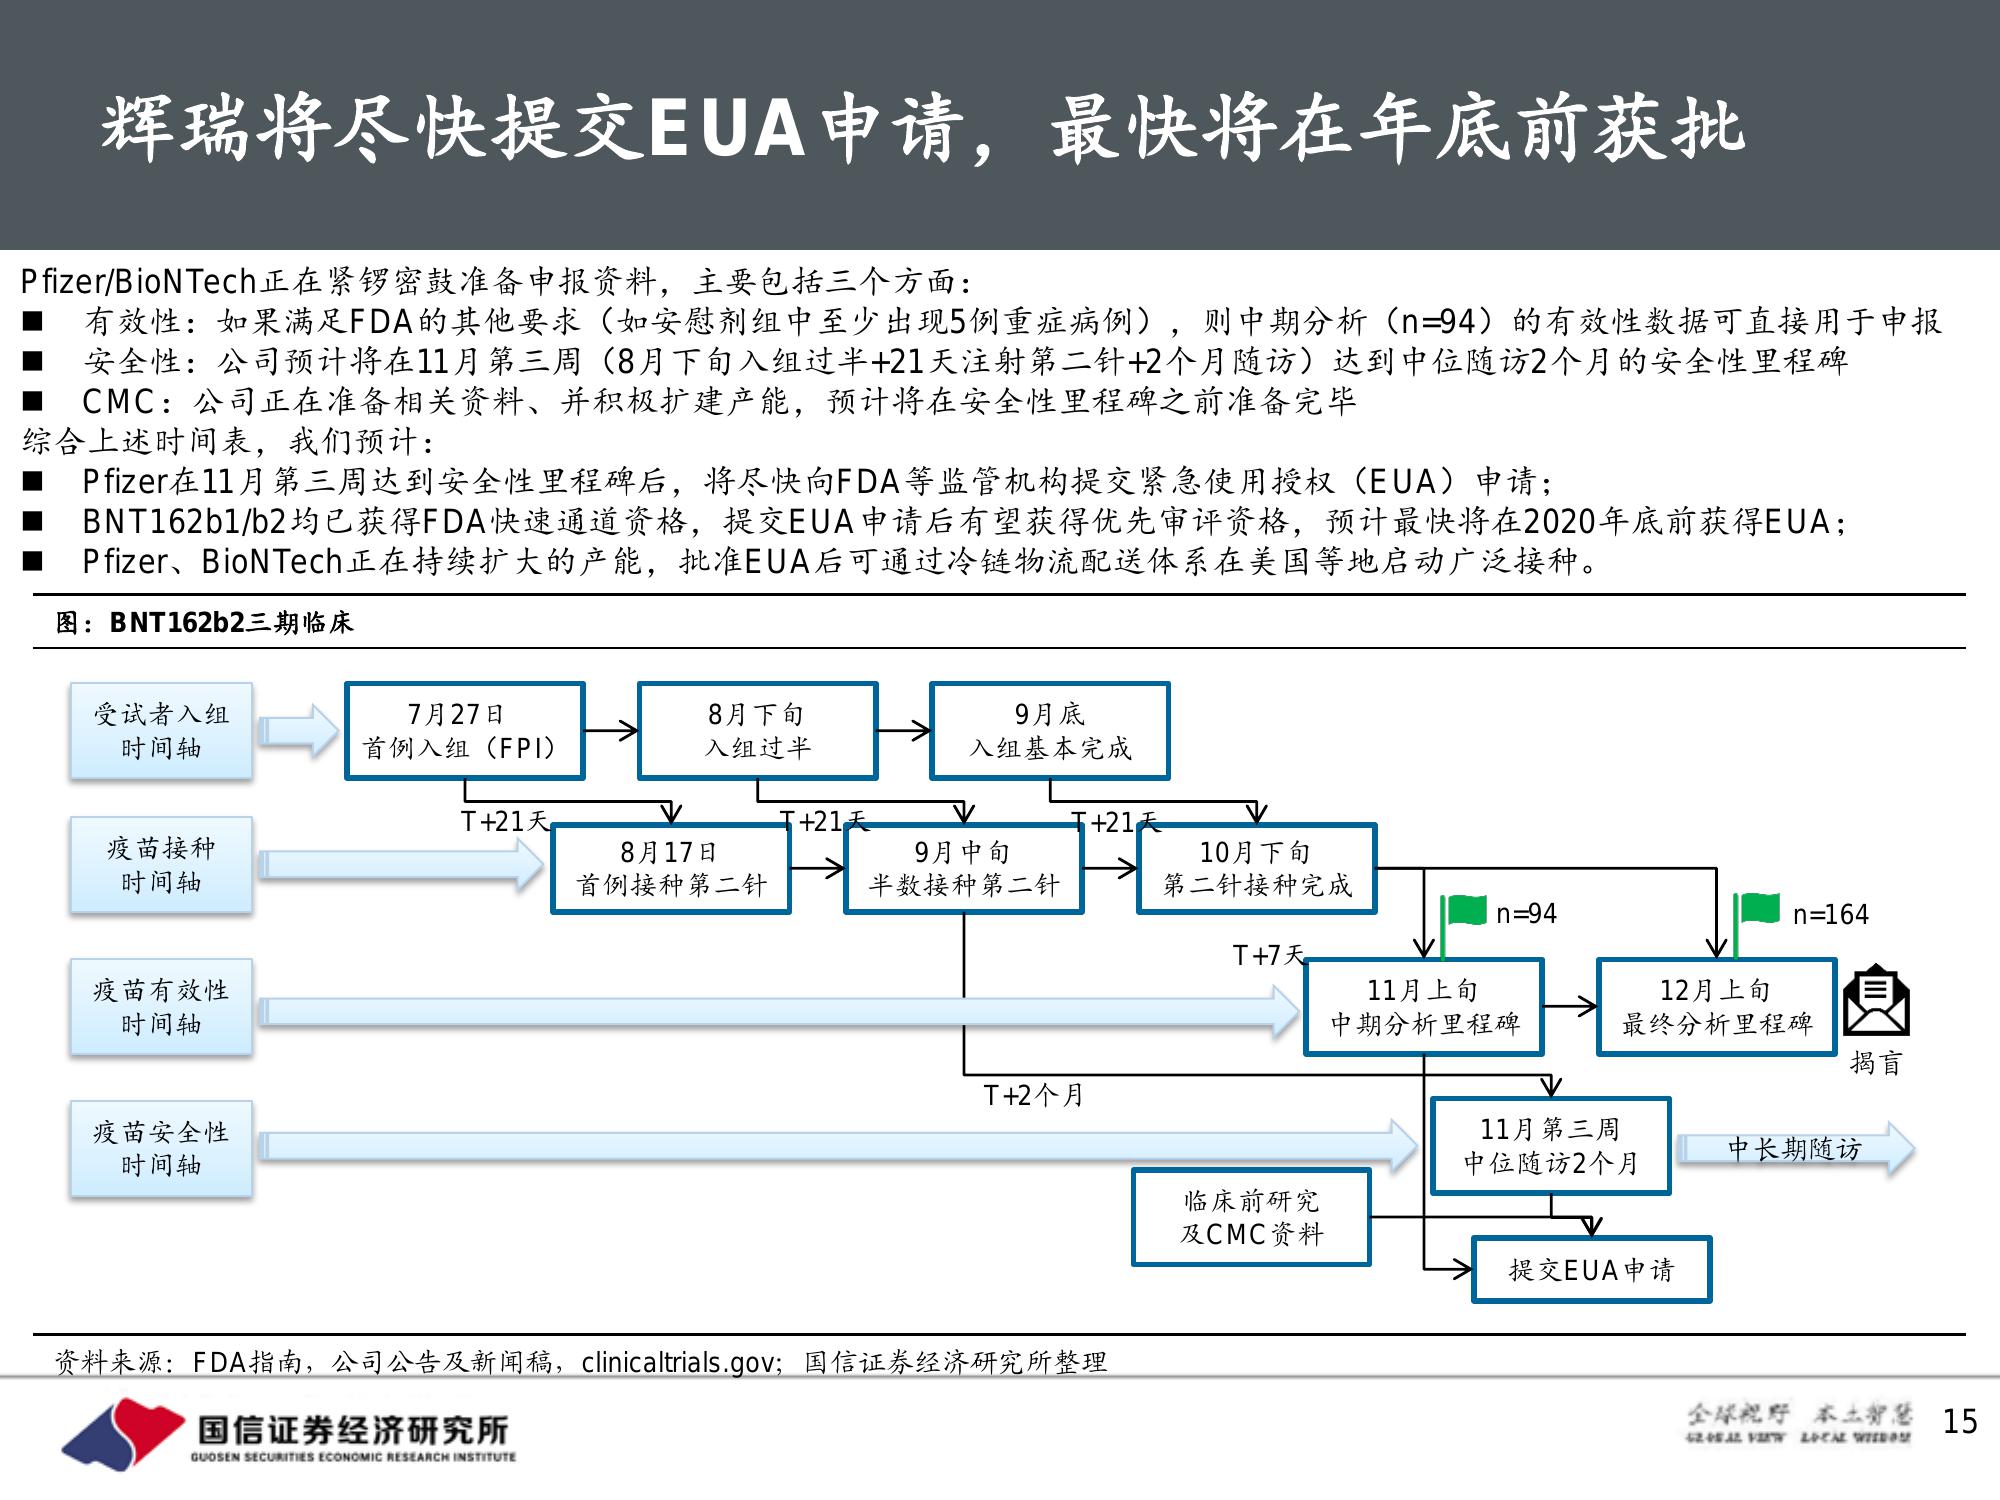 辉瑞将尽快提交EUA申请，最快将在年底前获批
Pfizer/BioNTech正在紧锣密鼓准备申报资料，主要包括三个方面：
■ 有效性：如果满足FDA的其他要求（如安慰剂组中至少出现5例重症病例），则中期分析（n=94）的有效性数据可直接用于申报
■ 安全性：公司预计将在11月第三周（8月下旬入组过半+21天注射第二针+2个月随访）达到中位随访2个月的安全性里程碑
■ CMC：公司正在准备相关资料、并积极扩建产能，预计将在安全性里程碑之前准备完毕
综合上述时间表，我们预计：
■ Pfizer在11月第三周达到安全性里程碑后，将尽快向FDA等监管机构提交紧急使用授权（EUA）申请；
■ BNT162b1/b2均已获得FDA快速通道资格，提交EUA申请后有望获得优先审评资格，预计最快将在2020年底前获得EUA；
■ Pfizer、BioNTech正在持续扩大的产能，批准EUA后可通过冷链物流配送体系在美国等地启动广泛接种。
图：BNT162b2三期临床
受试者入组
时间轴
7月27日
首例入组（FPI）
8月下旬
入组过半
9月底
入组基本完成
T+21天
T+21天
T+21天
疫苗接种
时间轴
8月17日
首例接种第二针
9月中旬
半数接种第二针
10月下旬
第二针接种完成
n=94
n=164
T+7天
疫苗有效性
时间轴
11月上旬
中期分析里程碑
12月上旬
最终分析里程碑
揭盲
T+2个月
疫苗安全性
时间轴
11月第三周
中位随访2个月
中长期随访
临床前研究
及CMC资料
提交EUA申请
资料来源：FDA指南，公司公告及新闻稿，clinicaltrials.gov；国信证券经济研究所整理
国信证券经济研究所
GUOSEN SECURITIES ECONOMIC RESEARCH INSTITUTE
全球视野 本土智慧
GLOBAL VIEW LOCAL WISDOM
15